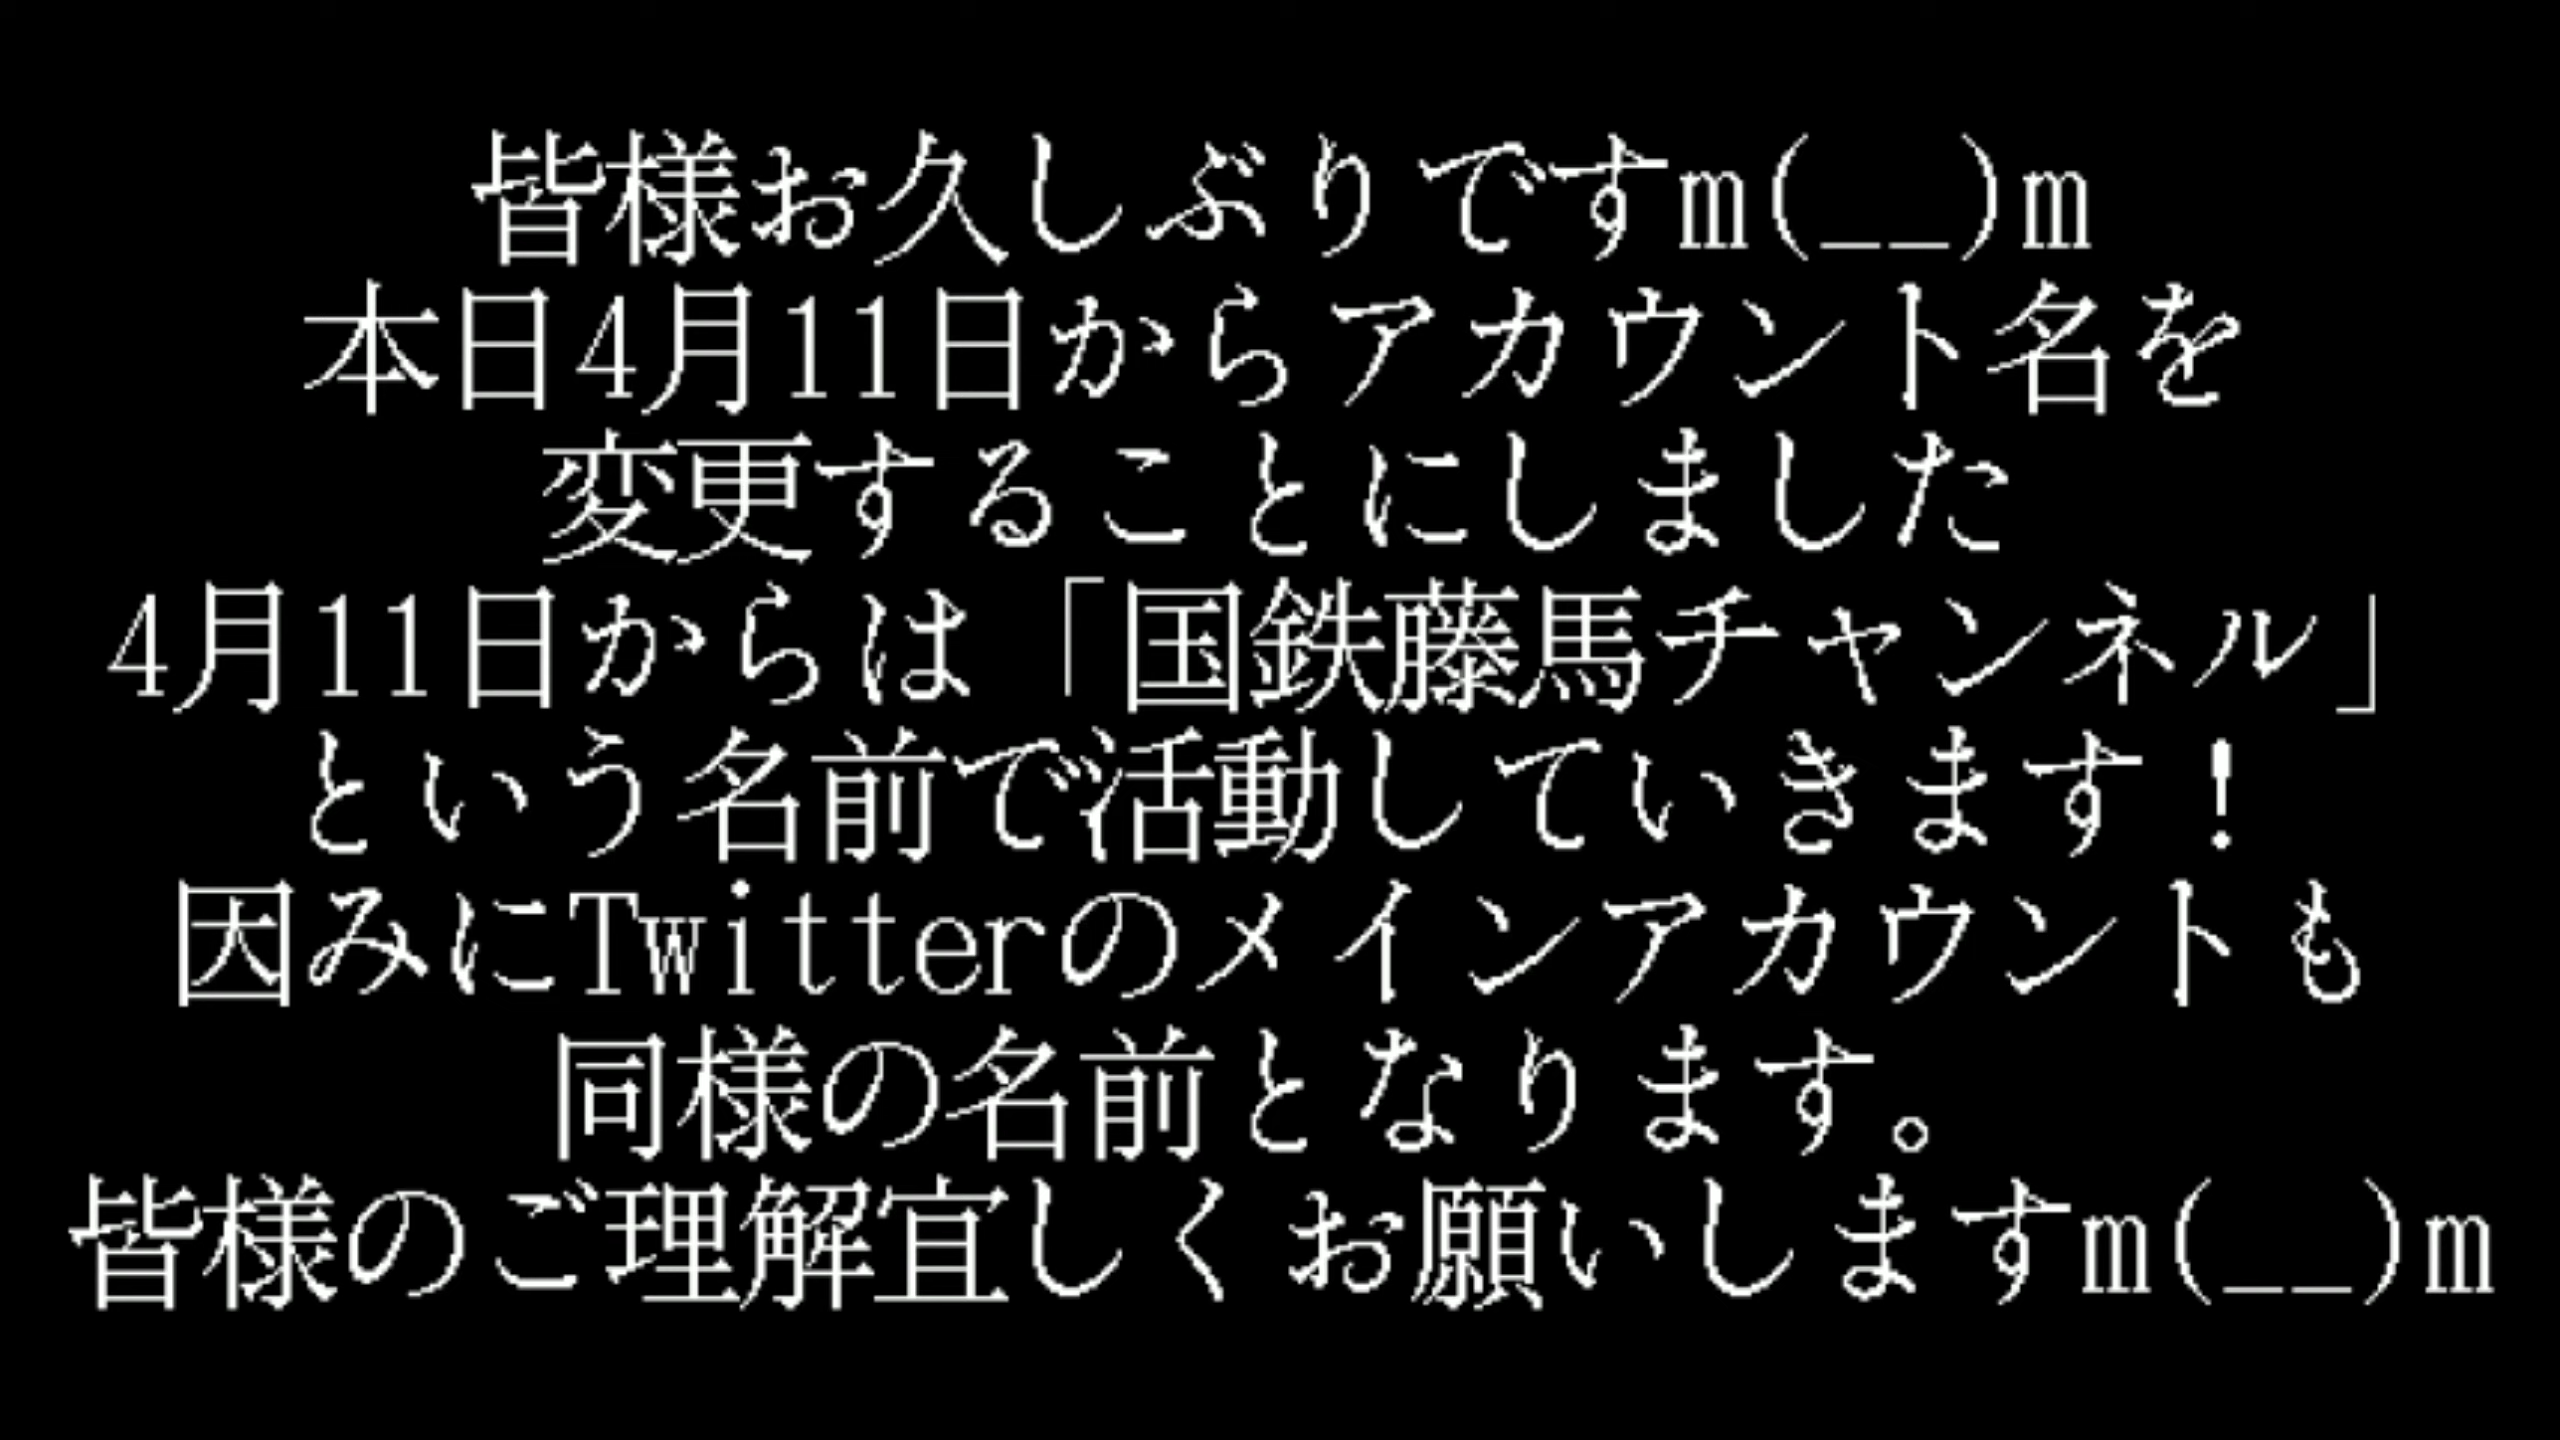 皆様お久しぶりですm(__)m
本日4月11日からアカウント名を
変更することにしました
4月11日からは「国鉄藤馬チャンネル」
という名前で活動していきます！
因みにTwitterのメインアカウントも
同様の名前となります。
皆様のご理解宜しくお願いしますm(__)m